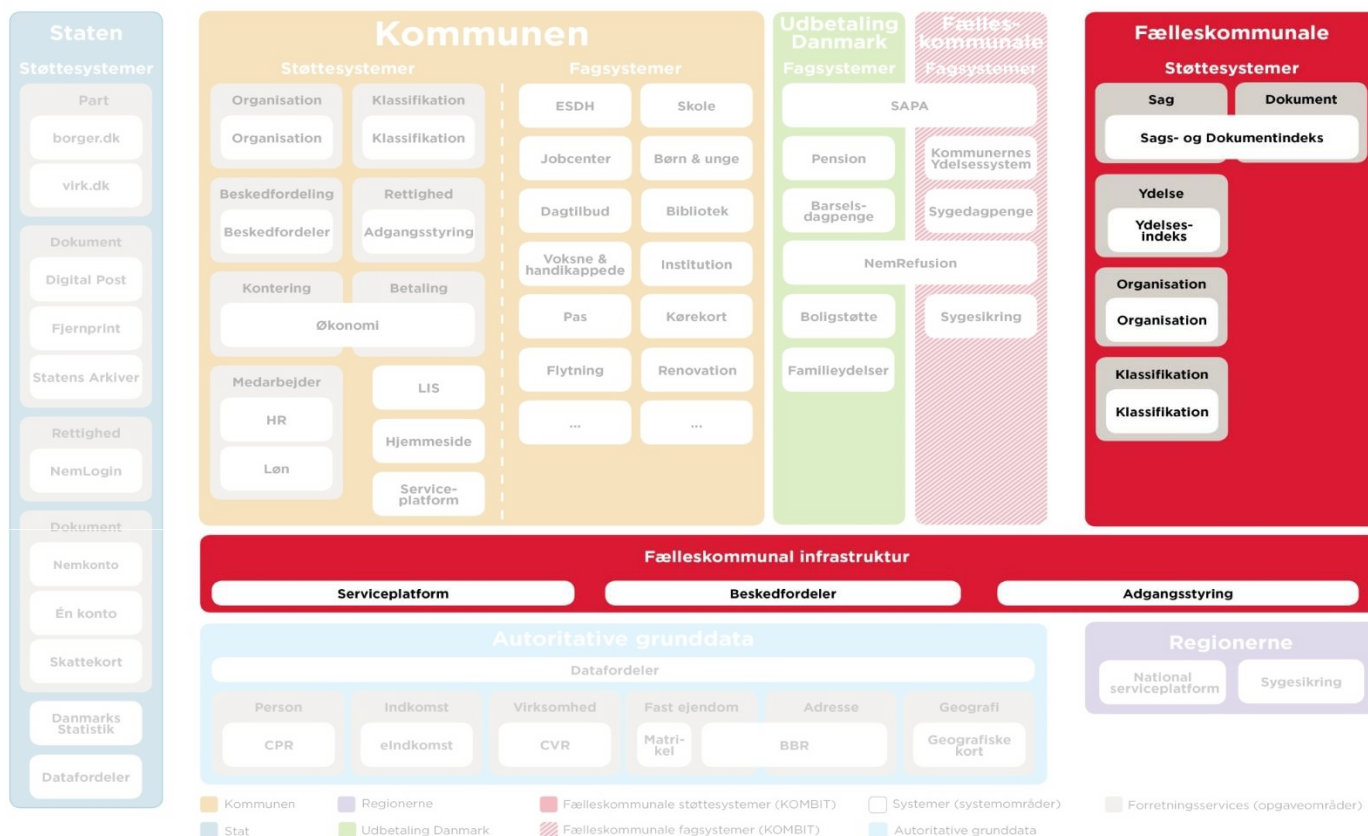 Staten
Støttesystemer
Part
borger.dk
virk.dk
Dokument
Digital Post
Fjernprint
Statens Arkiver
Rettighed
NemLogin
Dokument
Nemkonto
Én konto
Skattekort
Danmarks
Statistik
Datafordeler
Kommunen
Støttesystemer
Organisation
Organisation
Klassifikation
Klassifikation
Beskedfordeling
Beskedfordeler
Rettighed
Adgangsstyring
Kontering
Betaling
Økonomi
Medarbejder
HR
Løn
LIS
Hjemmeside
Service-
platform
Fagsystemer
ESDH
Skole
Jobcenter
Børn & unge
Dagtilbud
Bibliotek
Voksne &
handikappede
Institution
Pas
Kørekort
Flytning
Renovation
...
...
Udbetaling
Danmark
Fagsystemer
Fælles-
kommunale
Fagsystemer
SAPA
Pension
Kommunernes
Ydelsessystem
Barsels-
dagpenge
Sygedagpenge
NemRefusion
Boligstøtte
Sygesikring
Familieydelser
Fælleskommunale
Støttesystemer
Sag
Dokument
Sags- og Dokumentindeks
Ydelse
Ydelses-
indeks
Organisation
Organisation
Klassifikation
Klassifikation
Fælleskommunal infrastruktur
Serviceplatform
Beskedfordeler
Adgangsstyring
Autoritative grunddata
Datafordeler
Person
CPR
Indkomst
eIndkomst
Virksomhed
CVR
Fast ejendom
Adresse
Matri-
kel
BBR
Geografi
Geografiske
kort
Regionerne
National
serviceplatform
Sygesikring
Kommunen
Regionerne
Fælleskommunale støttesystemer (KOMBIT)
Systemer (systemområder)
Forretningsservices (opgaveområder)
Stat
Udbetaling Danmark
Fælleskommunale fagsystemer (KOMBIT)
Autoritative grunddata